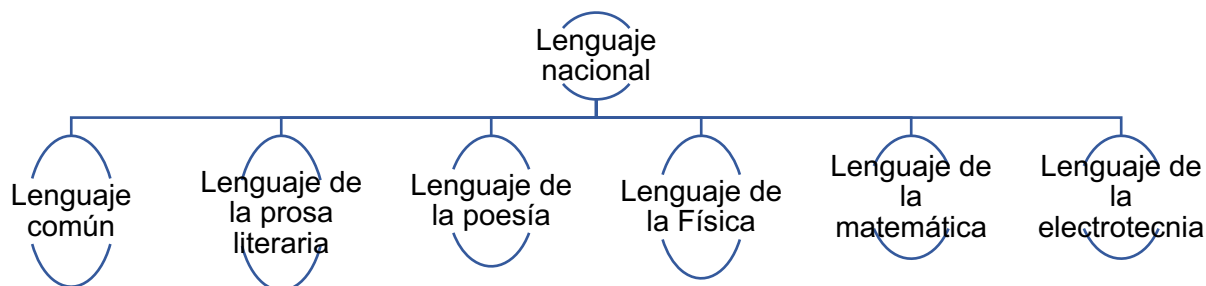 Lenguaje
nacional
Lenguaje
común
Lenguaje de
la prosa
literaria
Lenguaje de
la poesía
Lenguaje de
la Física
Lenguaje de
la
matemática
Lenguaje de
la
electrotecnia